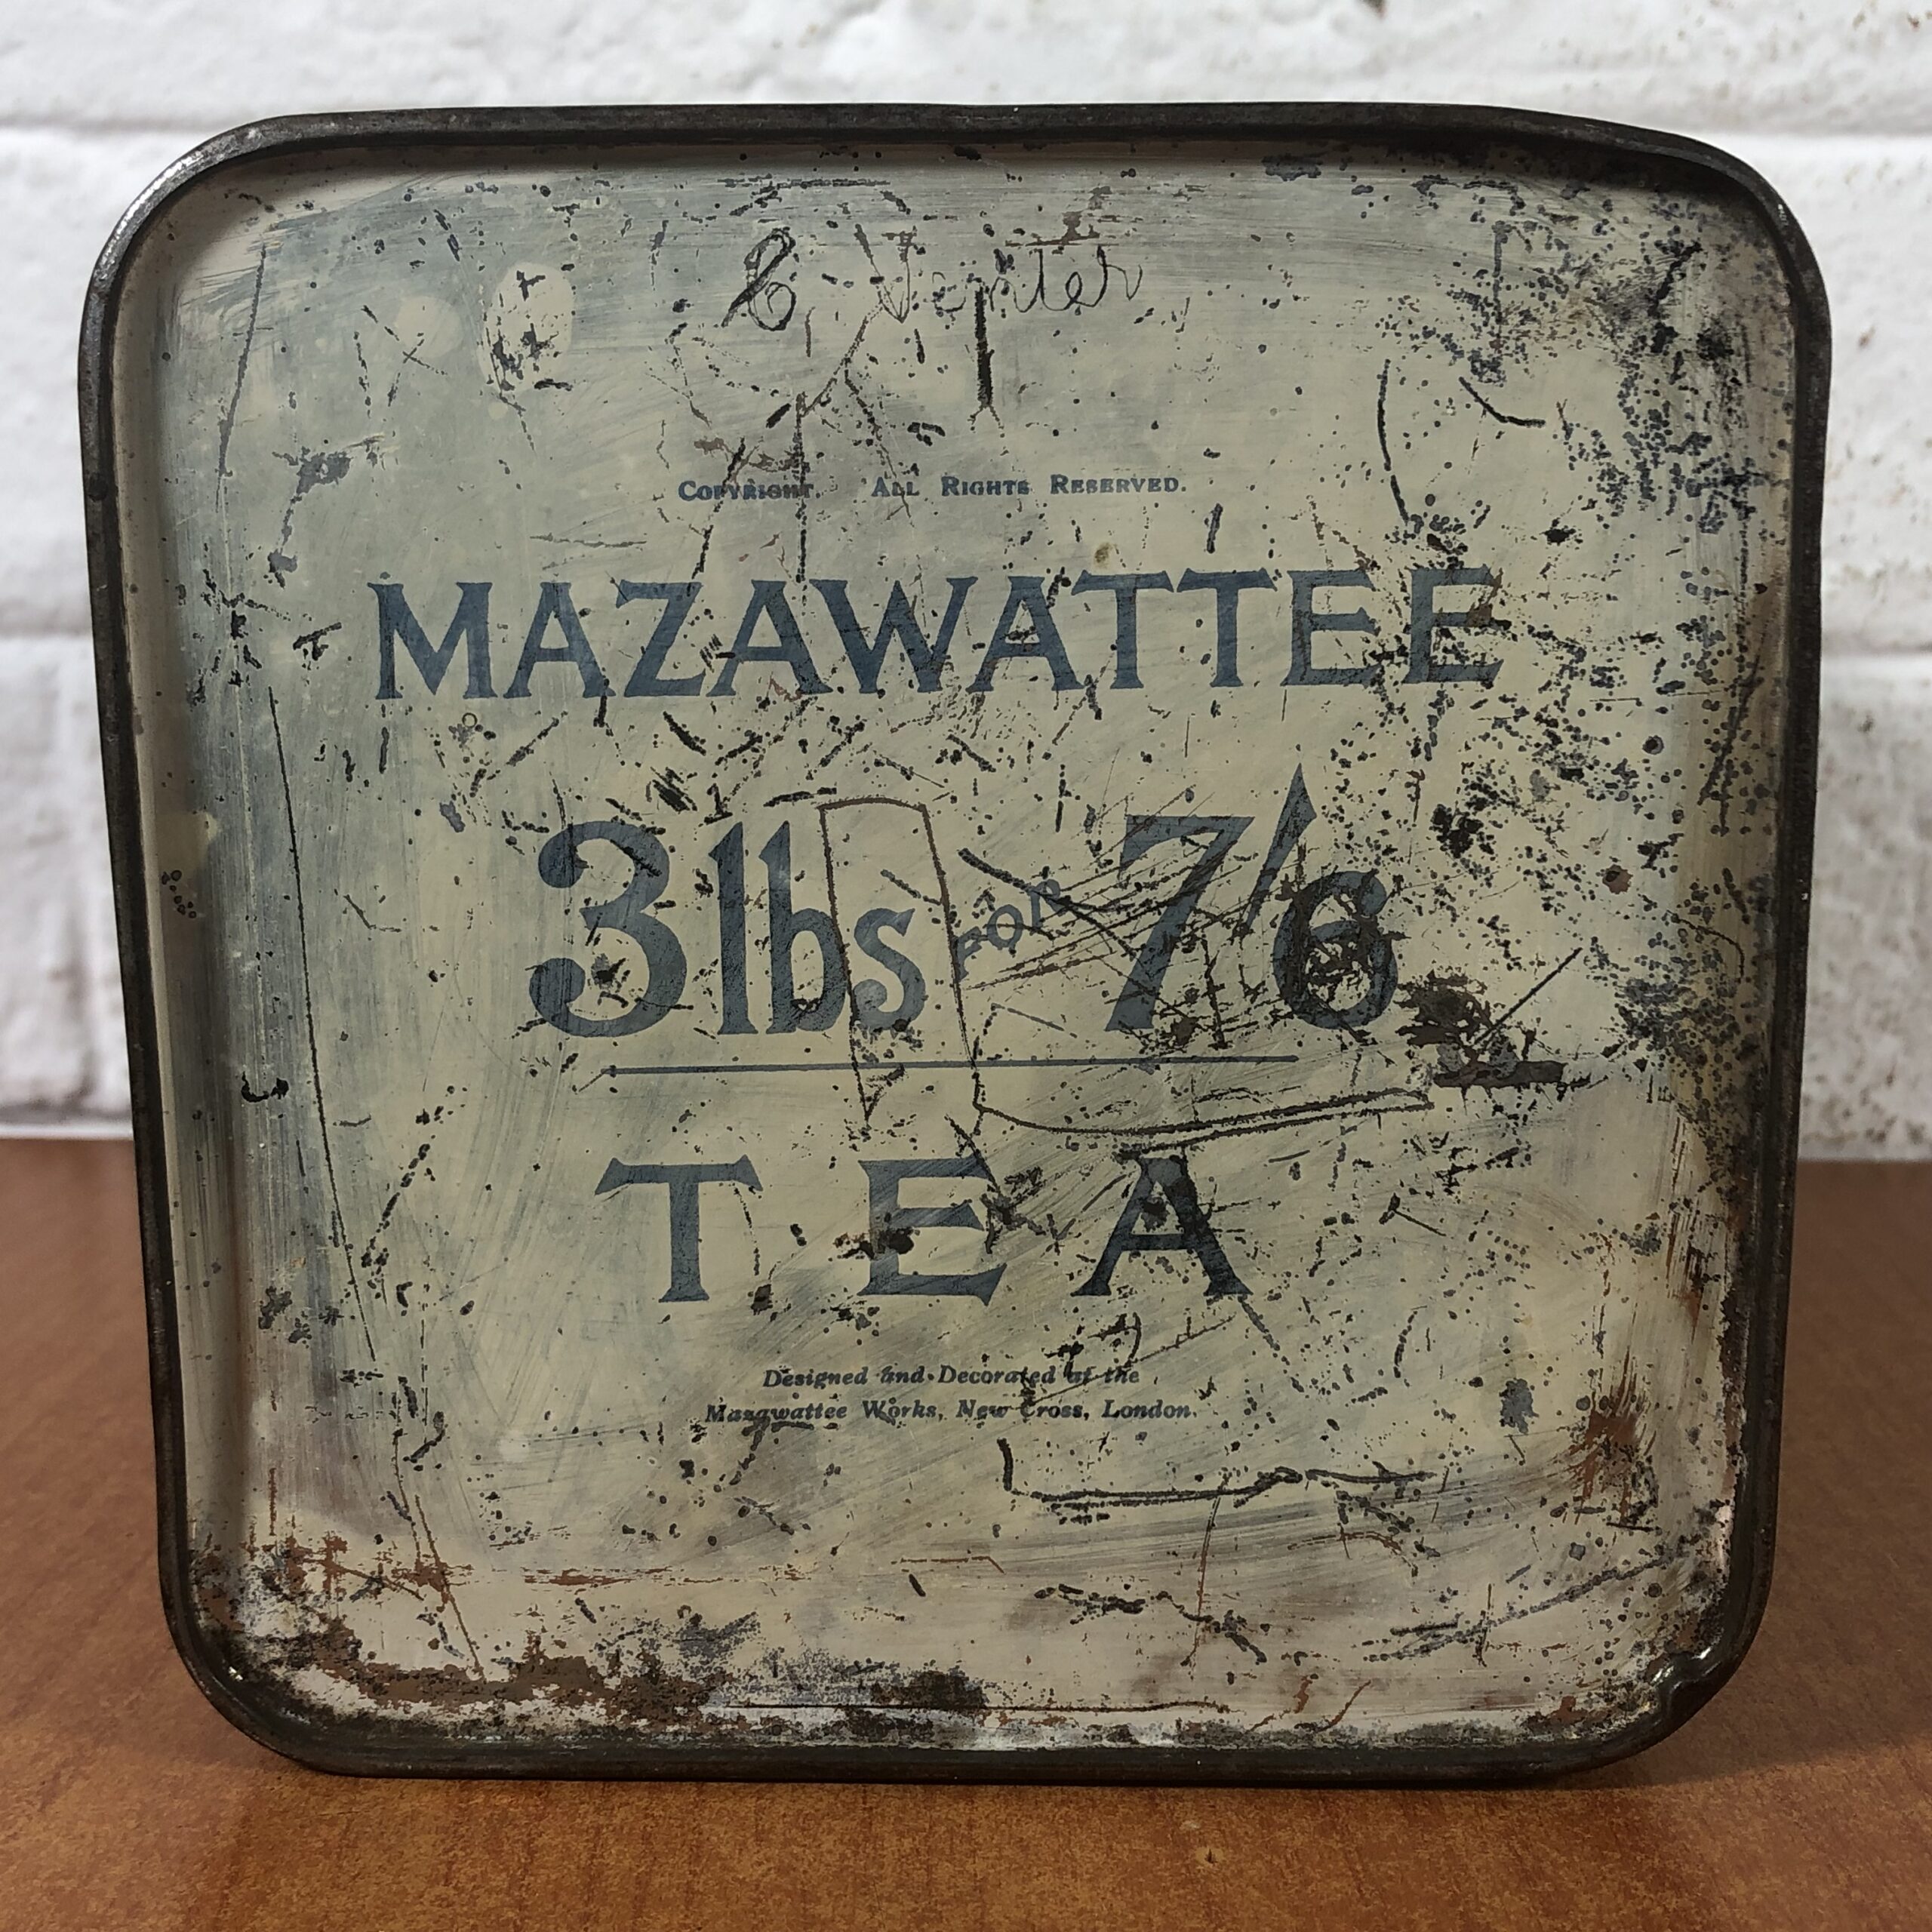 Venter
COPYRIGHT. ALL RIGHTS RESERVED.
MAZAWATTEE
3lbs FOR 7/6
TEA
Designed and Decorated at the
Mazawattee Works, New Cross, London.